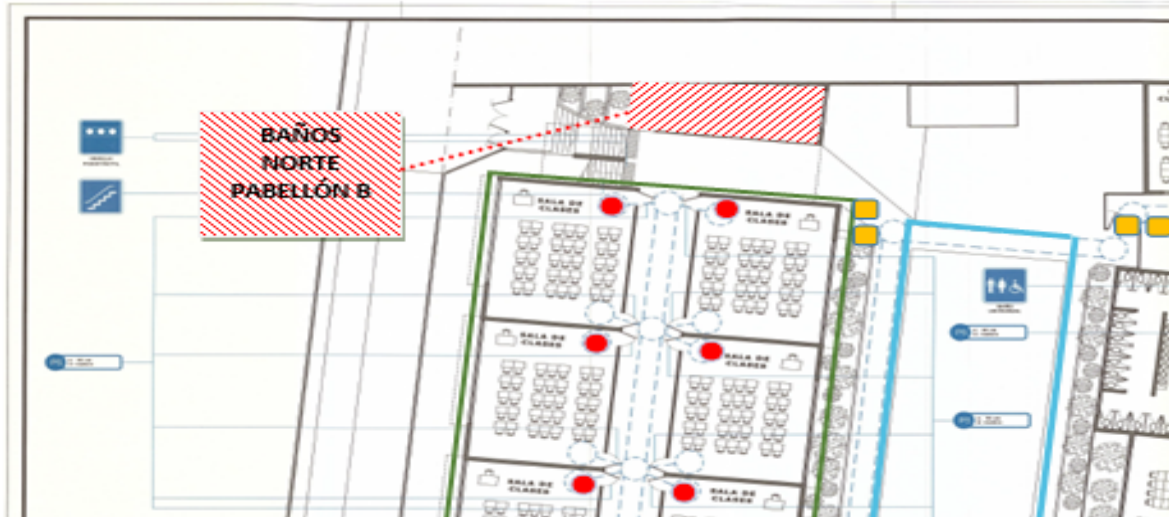 BAÑOS
NORTE
PABELLÓN B
SALA DE
CLASES
SALA DE
CLASES
SALA DE
CLASES
SALA DE
CLASES
SALA DE
CLASES
SALA DE
CLASES